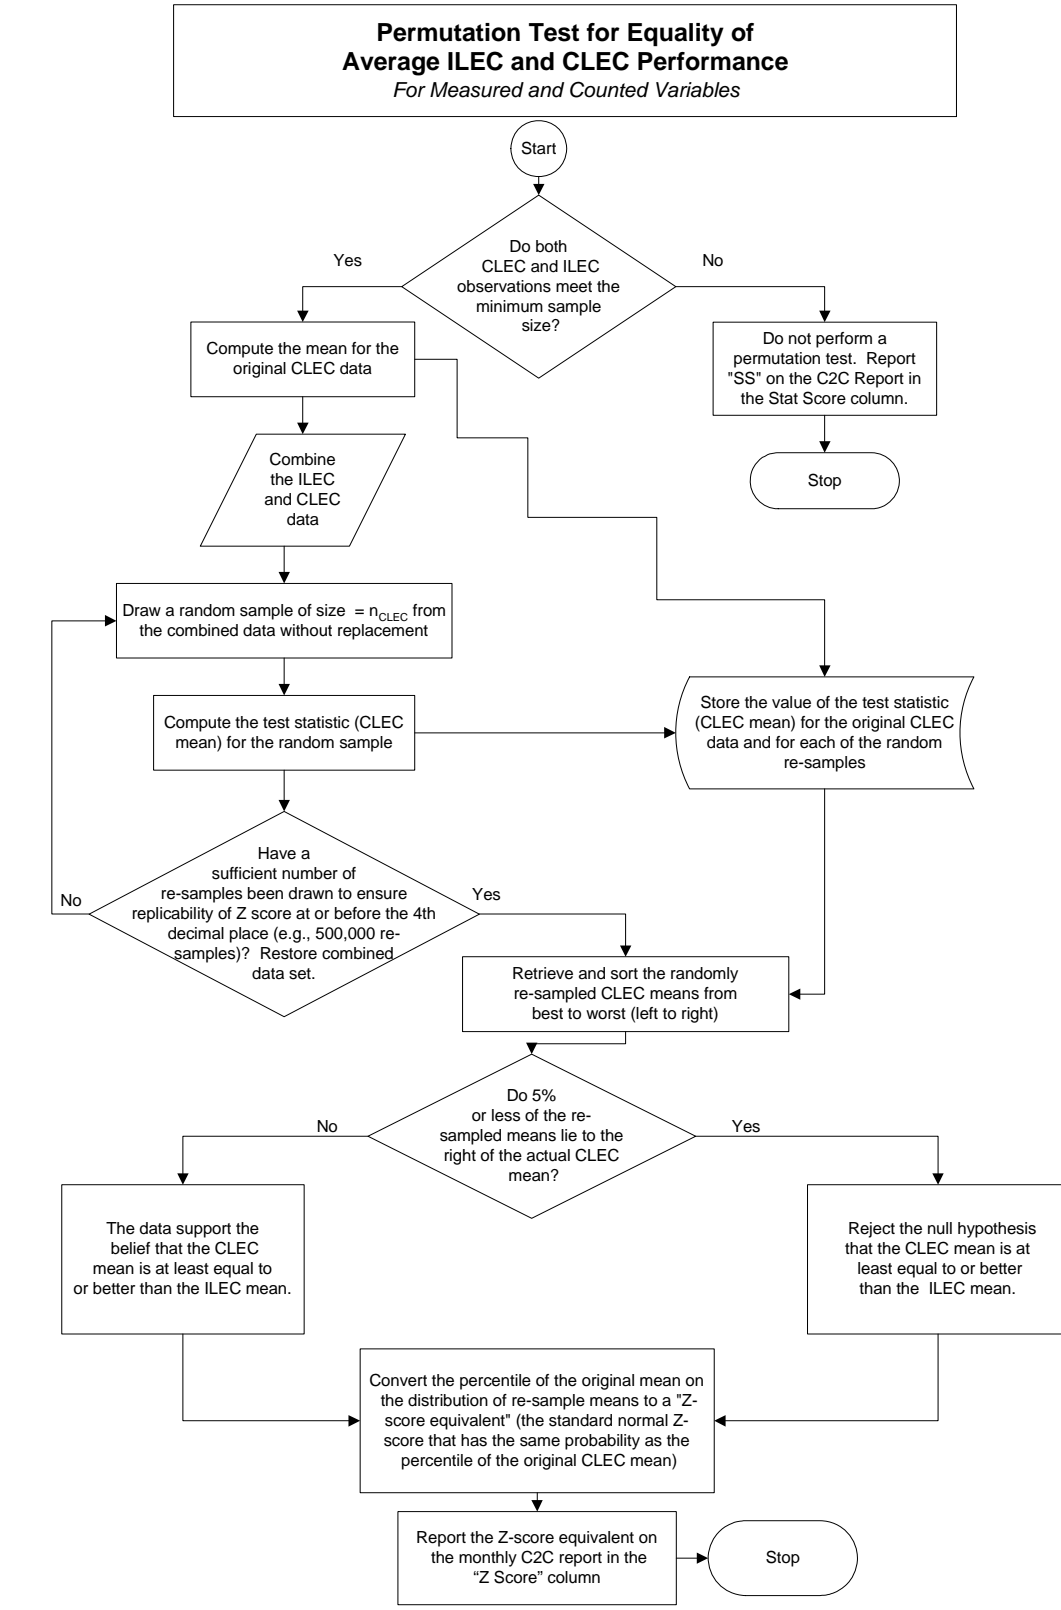 Permutation Test for Equality of
Average ILEC and CLEC Performance
For Measured and Counted Variables
Start
Do both
CLEC and ILEC
observations meet the
minimum sample
size?
Yes
No
Compute the mean for the
original CLEC data
Do not perform a
permutation test. Report
"SS" on the C2C Report in
the Stat Score column.
Stop
Combine
the ILEC
and CLEC
data
Draw a random sample of size = nCLEC from
the combined data without replacement
Compute the test statistic (CLEC
mean) for the random sample
Store the value of the test statistic
(CLEC mean) for the original CLEC
data and for each of the random
re-samples
Have a
sufficient number of
re-samples been drawn to ensure
replicability of Z score at or before the 4th
decimal place (e.g., 500,000 re-
samples)? Restore combined
data set.
No
Yes
Retrieve and sort the randomly
re-sampled CLEC means from
best to worst (left to right)
Do 5%
or less of the re-
sampled means lie to the
right of the actual CLEC
mean?
No
Yes
The data support the
belief that the CLEC
mean is at least equal to
or better than the ILEC mean.
Reject the null hypothesis
that the CLEC mean is at
least equal to or better
than the ILEC mean.
Convert the percentile of the original mean on
the distribution of re-sample means to a "Z-
score equivalent" (the standard normal Z-
score that has the same probability as the
percentile of the original CLEC mean)
Report the Z-score equivalent on
the monthly C2C report in the
“Z Score” column
Stop